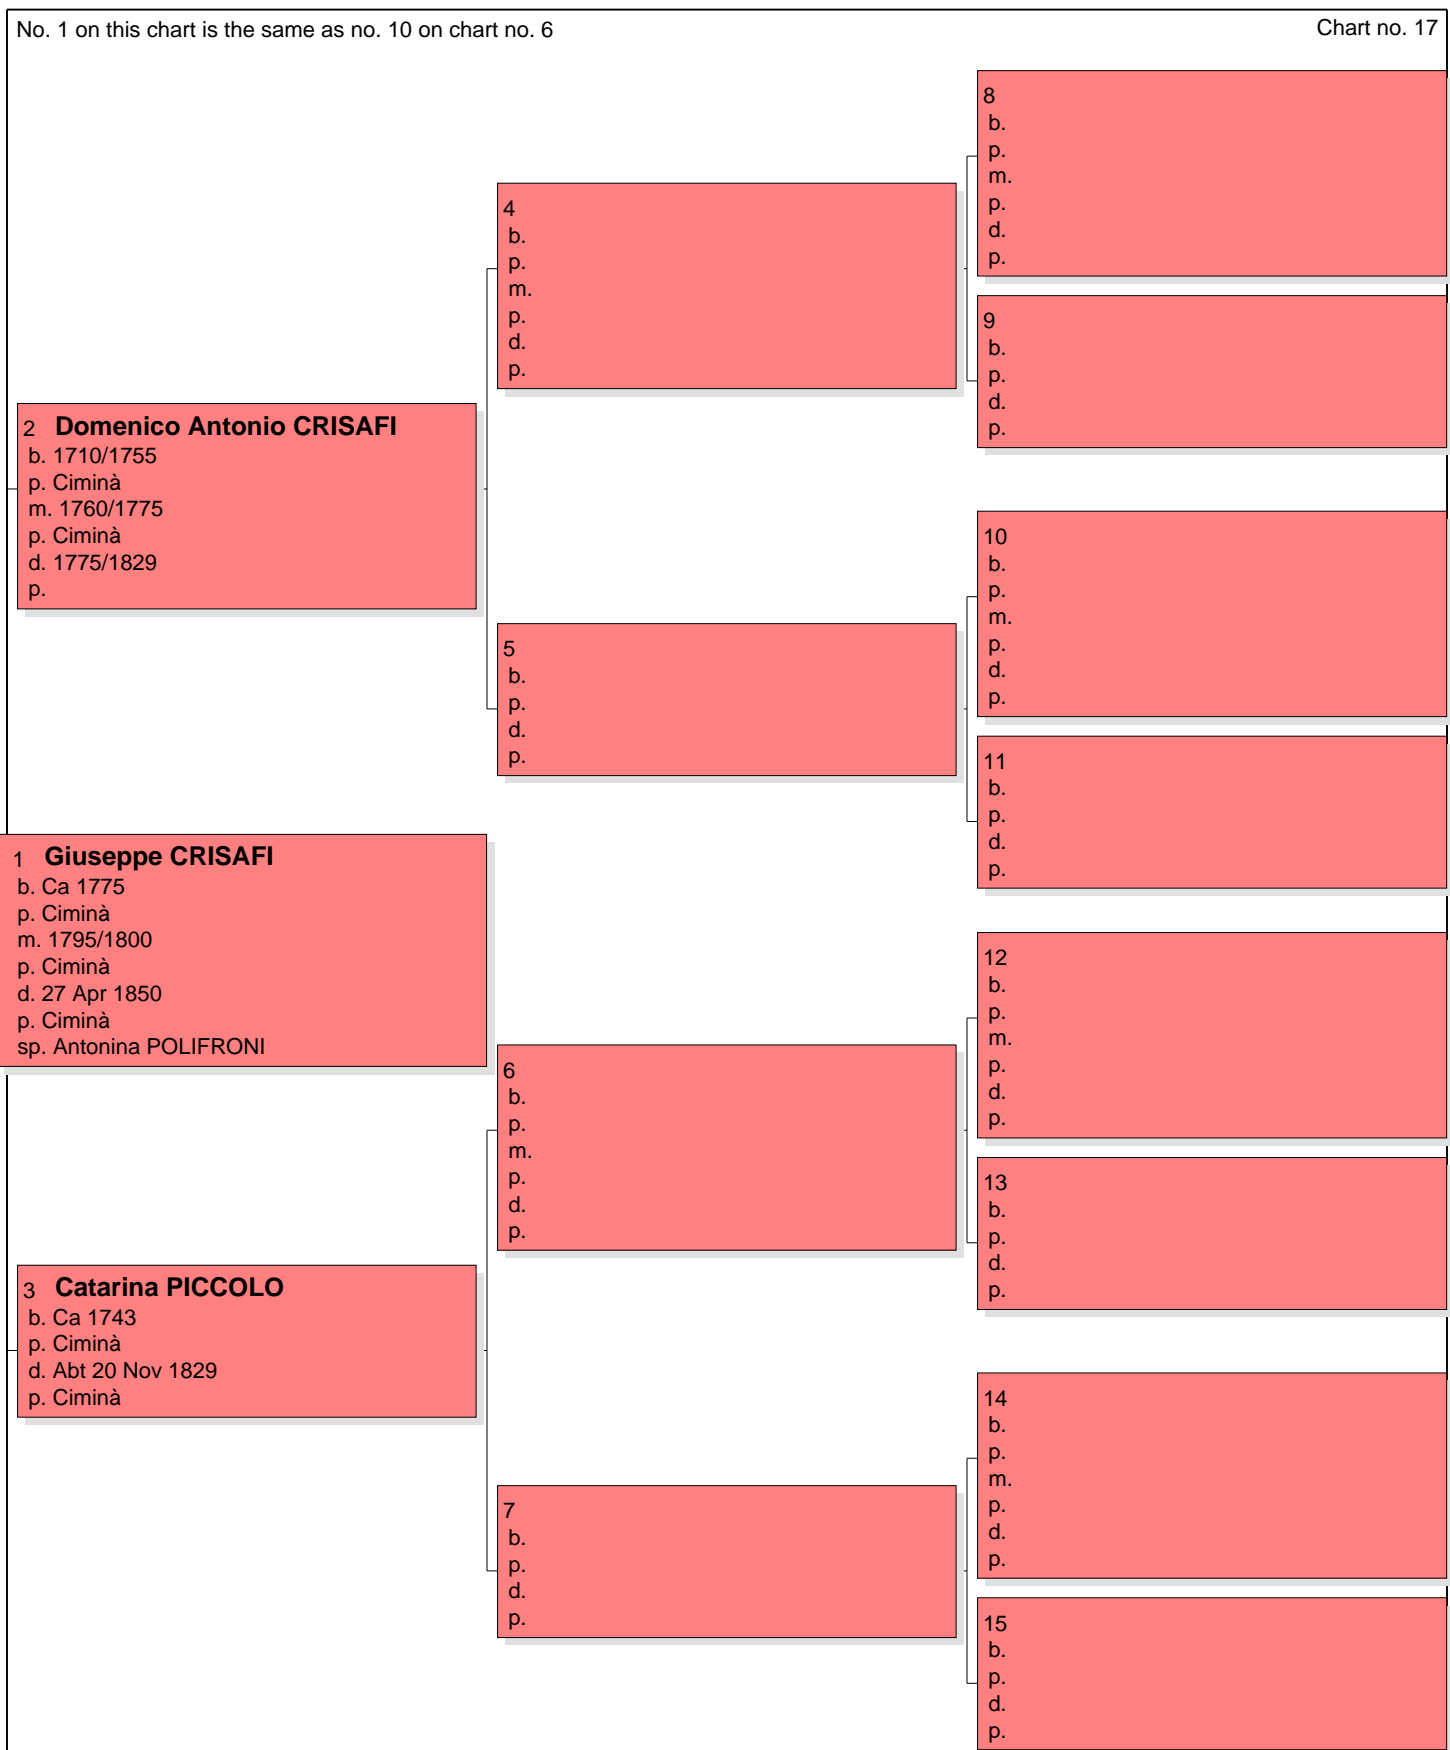 No. 1 on this chart is the same as no. 10 on chart no. 6
Chart no. 17
8
b.
p.
m.
p.
d.
p.
4
b.
p.
m.
p.
d.
p.
9
b.
p.
d.
p.
2 Domenico Antonio CRISAFI
b. 1710/1755
p. Ciminà
m. 1760/1775
p. Ciminà
d. 1775/1829
p.
10
b.
p.
m.
p.
d.
p.
5
b.
p.
d.
p.
11
b.
p.
d.
p.
1 Giuseppe CRISAFI
b. Ca 1775
p. Ciminà
m. 1795/1800
p. Ciminà
d. 27 Apr 1850
p. Ciminà
sp. Antonina POLIFRONI
12
b.
p.
m.
p.
d.
p.
6
b.
p.
m.
p.
d.
p.
13
b.
p.
d.
p.
3 Catarina PICCOLO
b. Ca 1743
p. Ciminà
d. Abt 20 Nov 1829
p. Ciminà
14
b.
p.
m.
p.
d.
p.
7
b.
p.
d.
p.
15
b.
p.
d.
p.